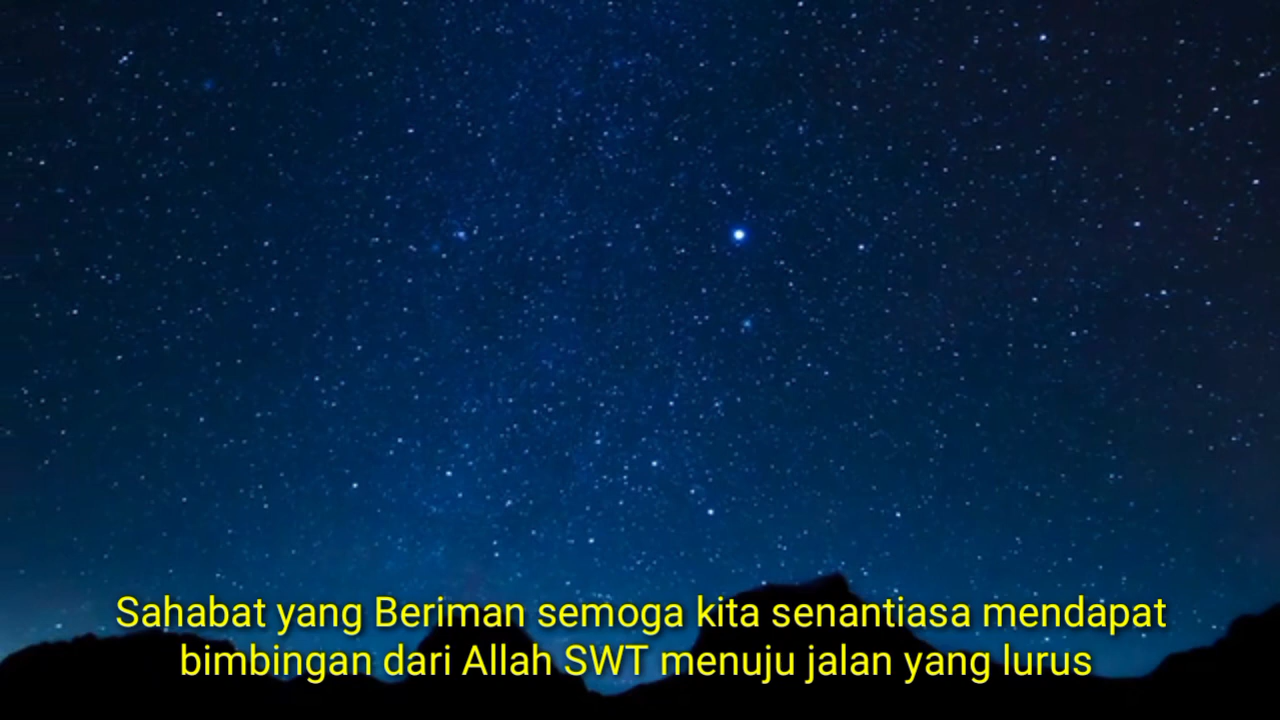 Sahabat yang Beriman semoga kita senantiasa mendapat
bimbingan dari Allah SWT menuju jalan yang lurus